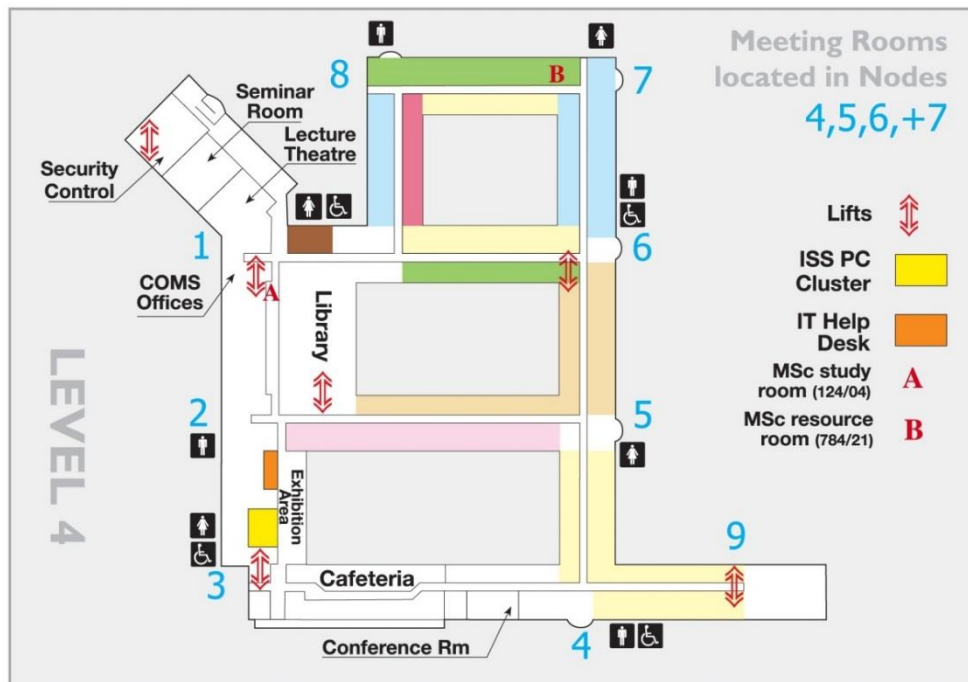 Meeting Rooms
located in Nodes
4,5,6,+7
8
B
7
Seminar
Room
Lecture
Theatre
Security
Control
1
6
COMS
Offices
A
Library
LEVEL 4
2
5
Exhibition
Area
3
Cafeteria
9
Conference Rm
4
Lifts
ISS PC
Cluster
IT Help
Desk
MSc study
room (124/04)
A
MSc resource
room (784/21)
B